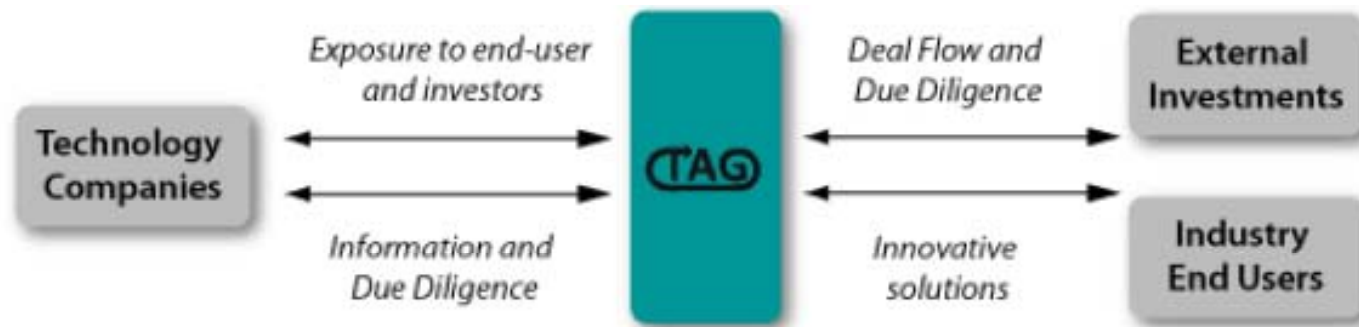 Exposure to end-user
and investors
Technology
Companies
Information and
Due Diligence
TAG
Deal Flow and
Due Diligence
Innovative
solutions
External
Investments
Industry
End Users